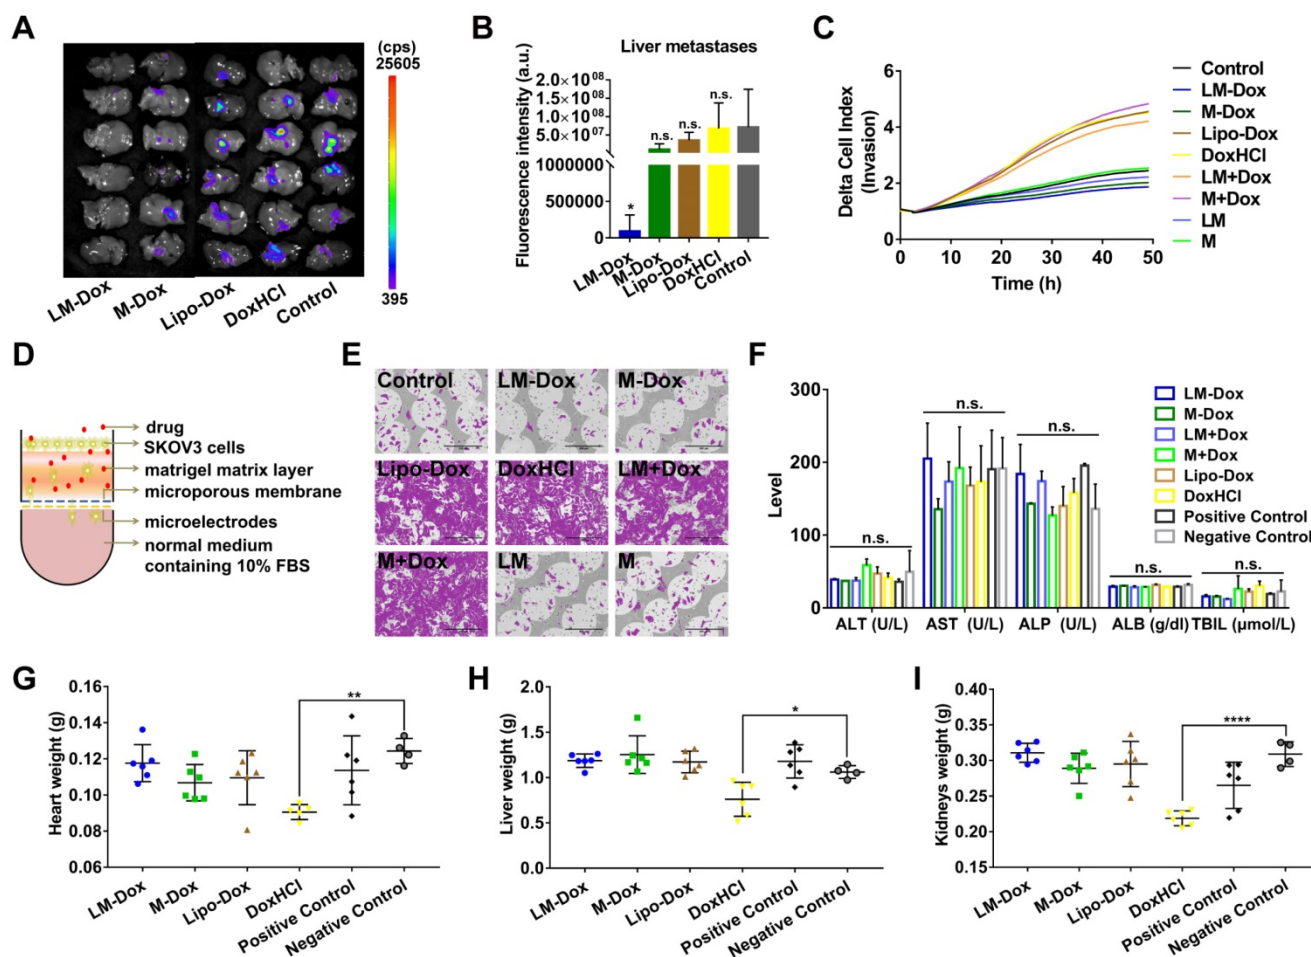 A
(cps)
25605
395
LM-Dox
M-Dox
Lipo-Dox
DoxHCl
Control
B
Liver metastases
Fluorescence intensity (a.u.)
2.0×10⁰⁸
1.5×10⁰⁸
1.0×10⁰⁸
5.0×10⁰⁷
1000000
500000
0
*
n.s.
n.s.
n.s.
LM-Dox
M-Dox
Lipo-Dox
DoxHCl
Control
C
Delta Cell Index
(Invasion)
6
4
2
0
0
10
20
30
40
50
Time (h)
Control
LM-Dox
M-Dox
Lipo-Dox
DoxHCl
LM+Dox
M+Dox
LM
M
D
drug
SKOV3 cells
matrigel matrix layer
microporous membrane
microelectrodes
normal medium
containing 10% FBS
E
Control
LM-Dox
M-Dox
Lipo-Dox
DoxHCl
LM+Dox
M+Dox
LM
M
F
Level
300
200
100
0
n.s.
n.s.
n.s.
n.s.
n.s.
ALT (U/L)
AST (U/L)
ALP (U/L)
ALB (g/dl)
TBIL (μmol/L)
LM-Dox
M-Dox
LM+Dox
M+Dox
Lipo-Dox
DoxHCl
Positive Control
Negative Control
G
Heart weight (g)
0.16
0.14
0.12
0.10
0.08
0.06
**
LM-Dox
M-Dox
Lipo-Dox
DoxHCl
Positive Control
Negative Control
H
Liver weight (g)
2.0
1.5
1.0
0.5
0.0
*
LM-Dox
M-Dox
Lipo-Dox
DoxHCl
Positive Control
Negative Control
I
Kidneys weight (g)
0.40
0.35
0.30
0.25
0.20
0.15
****
LM-Dox
M-Dox
Lipo-Dox
DoxHCl
Positive Control
Negative Control